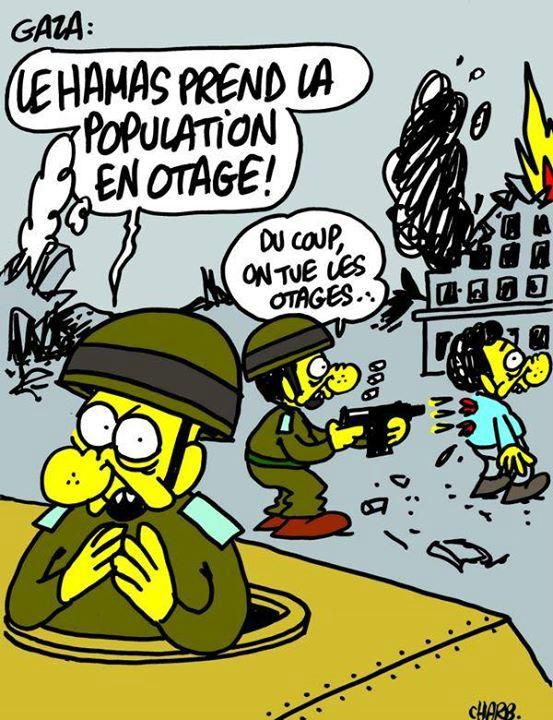 GAZA:
LE HAMAS PREND LA
POPULATION
EN OTAGE!
DU COUP,
ON TUE LES
OTAGES...
CHARB.